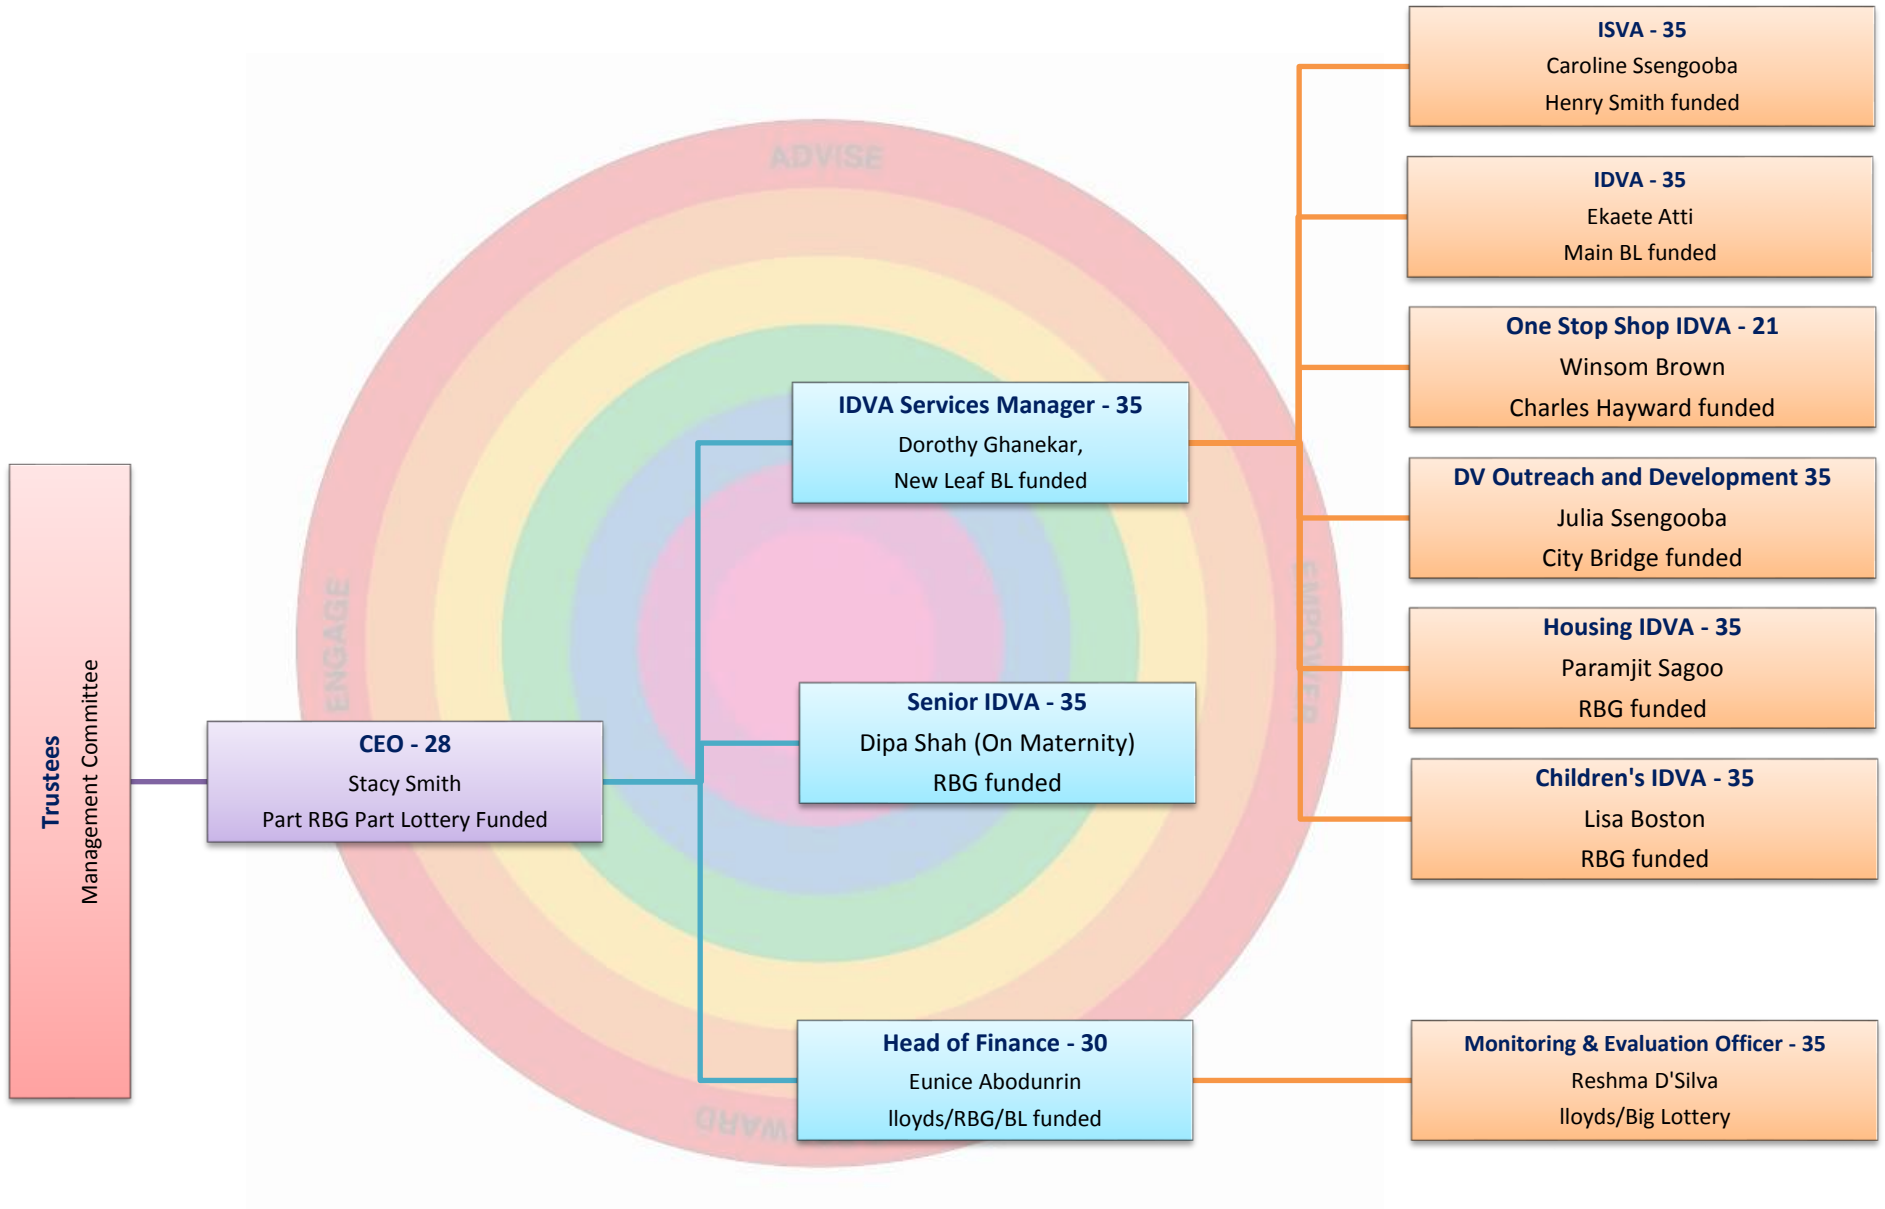 Trustees
Management Committee
CEO - 28
Stacy Smith
Part RBG Part Lottery Funded
IDVA Services Manager - 35
Dorothy Ghanekar,
New Leaf BL funded
Senior IDVA - 35
Dipa Shah (On Maternity)
RBG funded
Head of Finance - 30
Eunice Abodunrin
lloyds/RBG/BL funded
ISVA - 35
Caroline Ssengooba
Henry Smith funded
IDVA - 35
Ekaete Atti
Main BL funded
One Stop Shop IDVA - 21
Winsom Brown
Charles Hayward funded
DV Outreach and Development 35
Julia Ssengooba
City Bridge funded
Housing IDVA - 35
Paramjit Sagoo
RBG funded
Children's IDVA - 35
Lisa Boston
RBG funded
Monitoring & Evaluation Officer - 35
Reshma D'Silva
lloyds/Big Lottery
ADVISE
ENGAGE
EMPOWER